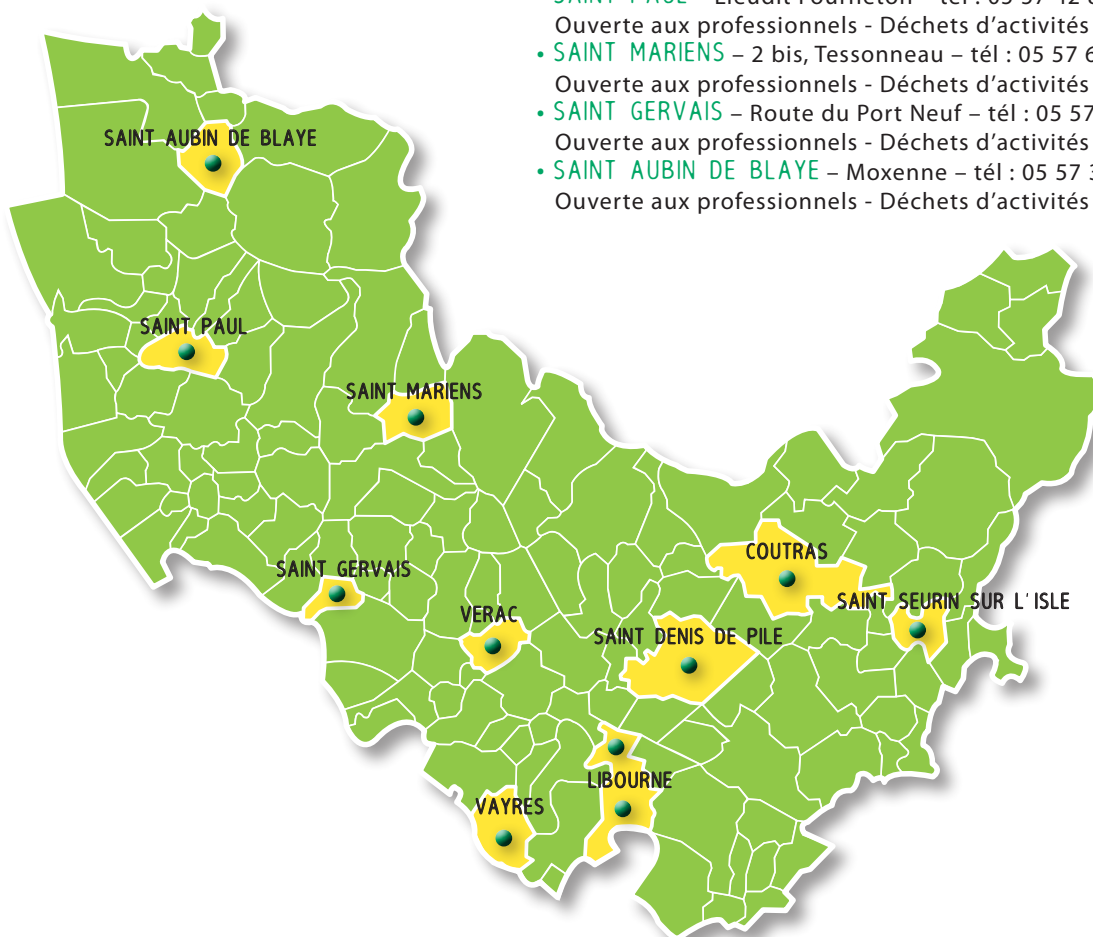 Ouverte aux professionnels - Déchets d’activités
• SAINT MARIENS – 2 bis, Tessonneau – tél : 05 57 6
Ouverte aux professionnels - Déchets d’activités
• SAINT GERVAIS – Route du Port Neuf – tél : 05 57
Ouverte aux professionnels - Déchets d’activités
• SAINT AUBIN DE BLAYE – Moxenne – tél : 05 57 3
Ouverte aux professionnels - Déchets d’activités
SAINT AUBIN DE BLAYE
SAINT PAUL
SAINT MARIENS
COUTRAS
SAINT GERVAIS
SAINT SEURIN SUR L'ISLE
VERAC
SAINT DENIS DE PILE
LIBOURNE
VAYRES